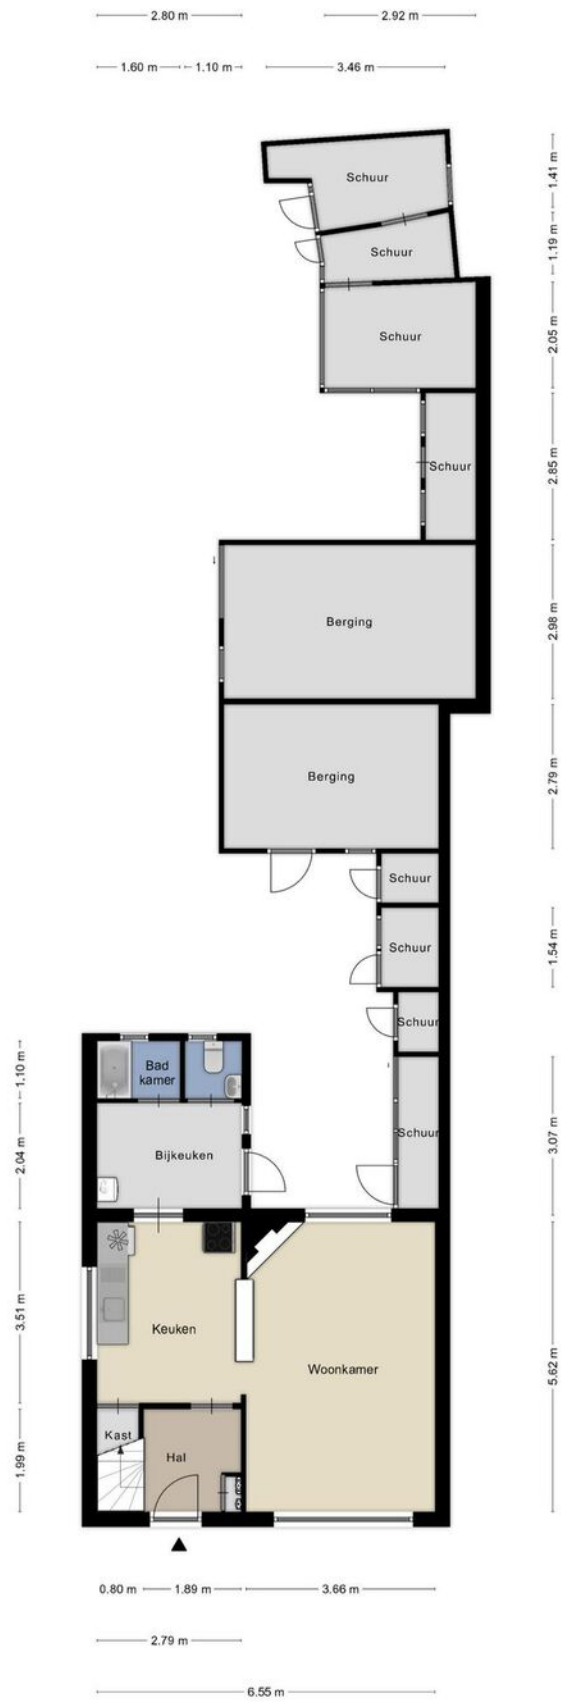 2.80 m
2.92 m
1.60 m
1.10 m
3.46 m
Schuur
1.41 m
Schuur
1.19 m
Schuur
2.05 m
Schuur
2.85 m
Berging
2.98 m
Berging
2.79 m
Schuur
Schuur
1.54 m
Schuur
Bad
kamer
1.10 m
Schuur
3.07 m
Bijkeuken
2.04 m
Keuken
3.51 m
Woonkamer
5.62 m
Kast
Hal
1.99 m
0.80 m
1.89 m
3.66 m
2.79 m
6.55 m